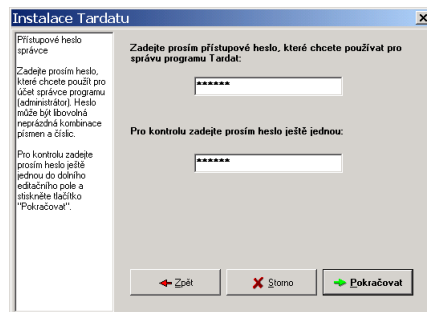 Instalace Tardatu
Přístupové heslo
správce
Zadejte prosím heslo,
které chcete použít pro
účet správce programu
(administrátor). Heslo
může být libovolná
neprázdná kombinace
písmen a číslic.
Pro kontrolu zadejte
prosím heslo ještě
jednou do dolního
editačního pole a
stiskněte tlačítko
"Pokračovat".
Zadejte prosím přístupové heslo, které chcete používat pro
správu programu Tardat:
******
Pro kontrolu zadejte prosím heslo ještě jednou:
******
Zpět
Storno
Pokračovat